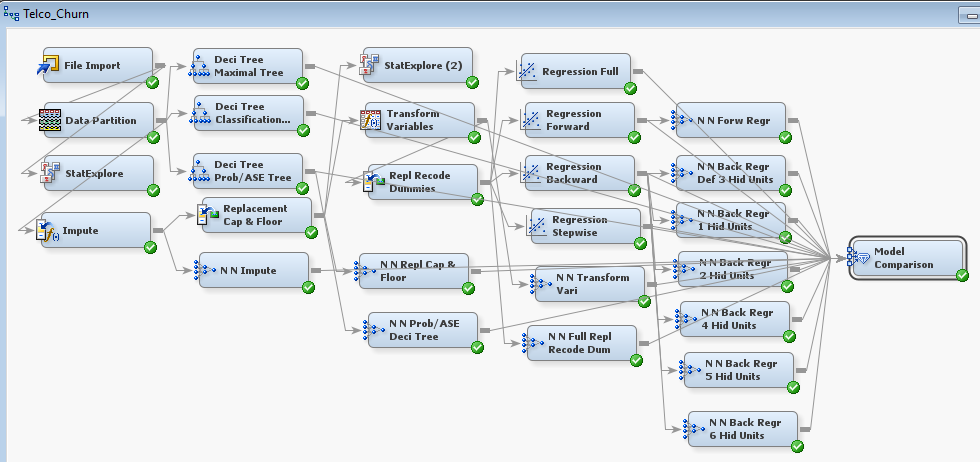 Telco_Churn
File Import
Data Partition
StatExplore
Impute
Deci Tree
Maximal Tree
Deci Tree
Classification...
Deci Tree
Prob/ASE Tree
Replacement
Cap & Floor
N N Impute
StatExplore (2)
Transform
Variables
Repl Recode
Dummies
N N Repl Cap &
Floor
N N Prob/ASE
Deci Tree
Regression Full
Regression
Forward
Regression
Backward
Regression
Stepwise
N N Transform
Vari
N N Full Repl
Recode Dum
N N Forw Regr
N N Back Regr
Def 3 Hid Units
N N Back Regr
1 Hid Units
N N Back Regr
2 Hid Units
N N Back Regr
4 Hid Units
N N Back Regr
5 Hid Units
N N Back Regr
6 Hid Units
Model
Comparison